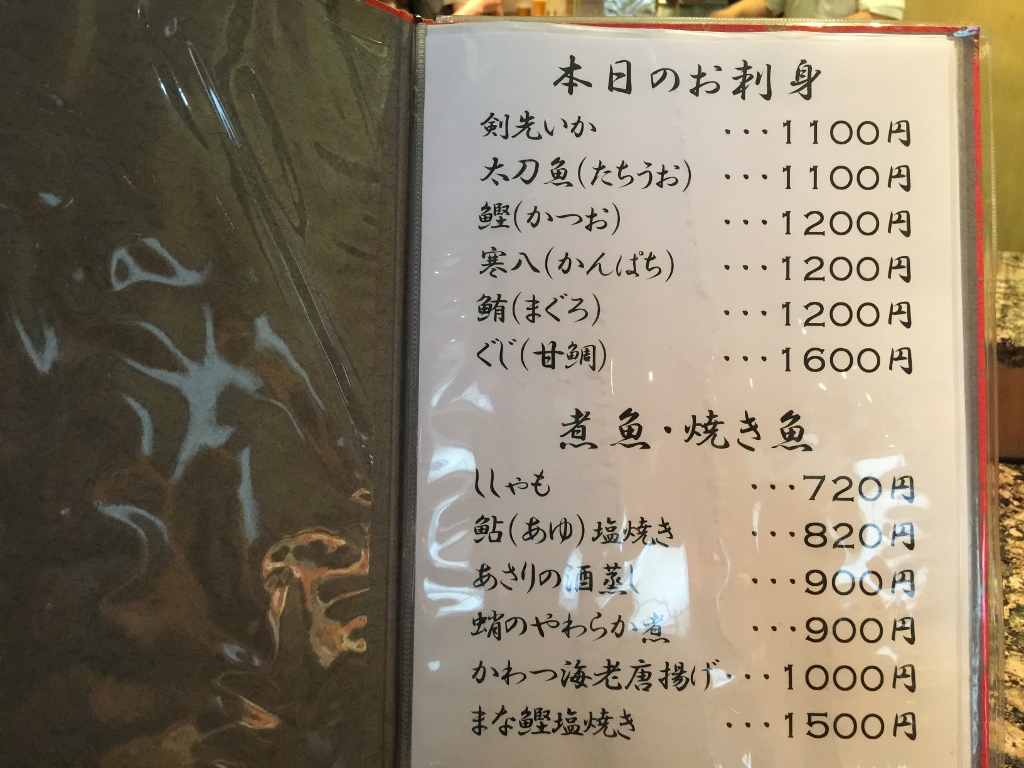 本日のお刺身
剣先いか ・・・1100円
太刀魚(たちうお) ・・・1100円
鰹(かつお) ・・・1200円
寒八(かんぱち) ・・・1200円
鮪(まぐろ) ・・・1200円
ぐじ(甘鯛) ・・・1600円
煮魚・焼き魚
ししゃも ・・・720円
鮎(あゆ)塩焼き ・・・820円
あさりの酒蒸し ・・・900円
蛸のやわらか煮 ・・・900円
かわつ海老唐揚げ・・・1000円
まな鰹塩焼き ・・・1500円